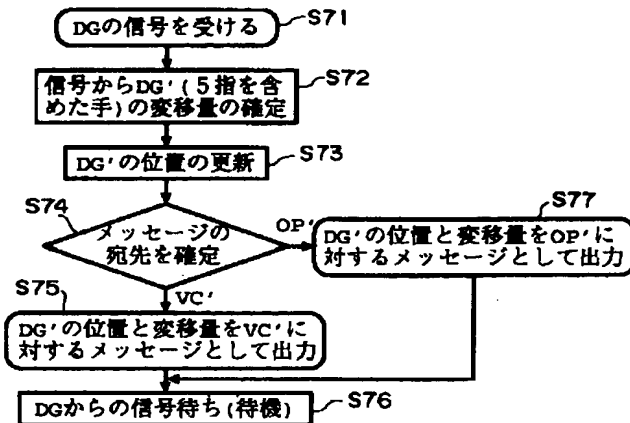 DGの信号を受ける
S71
信号からDG'(5指を含
めた手)の変移量の確定
S72
DG'の位置の更新
S73
S74
メッセージの
宛先を確定
OP'
S77
DG'の位置と変移量をOP'に
対するメッセージとして出力
S75
VC'
DG'の位置と変移量をVC'に
対するメッセージとして出力
DGからの信号待ち(待機)
S76